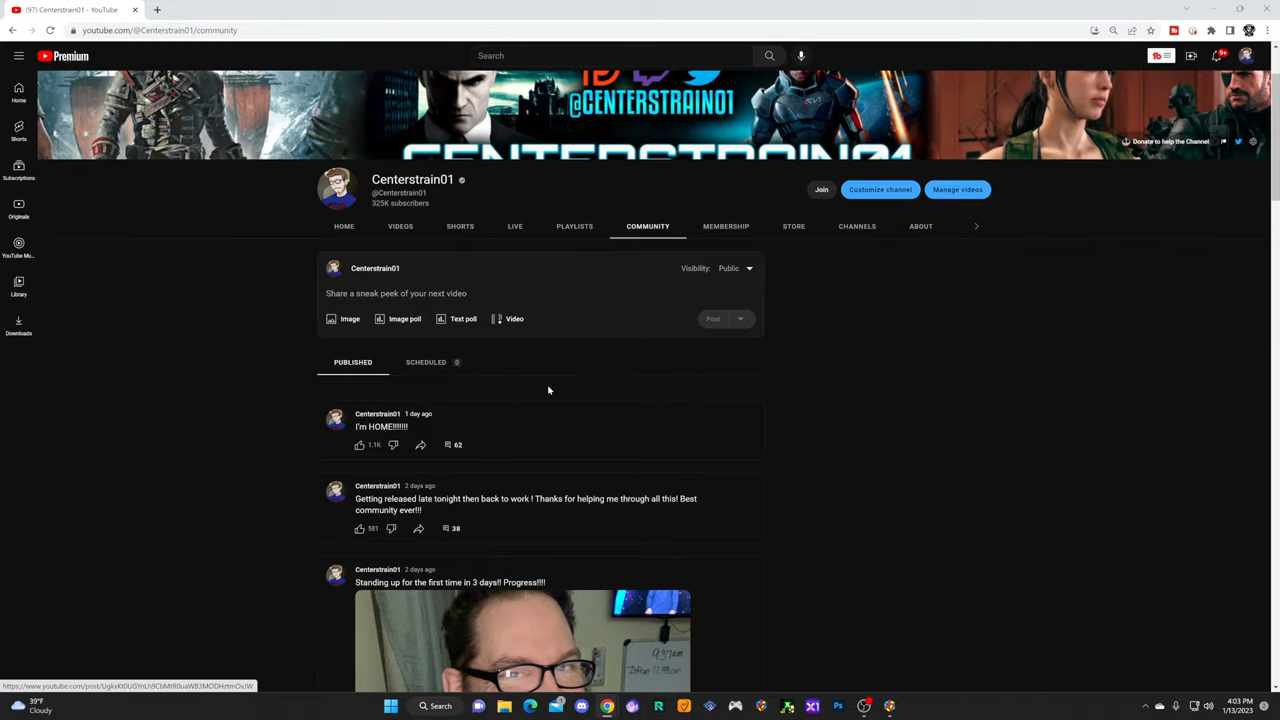 (97) Centerstrain01 - YouTube
youtube.com/@Centerstrain01/community
Premium
Search
9+
@CENTERSTRAIN01
CENTERSTRAIN01
Donate to help the Channel
Home
Shorts
Subscriptions
Originals
YouTube Mu...
Library
Downloads
Centerstrain01
@Centerstrain01
325K subscribers
Join
Customize channel
Manage videos
HOME
VIDEOS
SHORTS
LIVE
PLAYLISTS
COMMUNITY
MEMBERSHIP
STORE
CHANNELS
ABOUT
Centerstrain01
Visibility: Public
Share a sneak peek of your next video
Image
Image poll
Text poll
Video
Post
PUBLISHED
SCHEDULED 0
Centerstrain01 1 day ago
I'm HOME!!!!!!!
1.1K
62
Centerstrain01 2 days ago
Getting released late tonight then back to work ! Thanks for helping me through all this! Best
community ever!!!
581
38
Centerstrain01 2 days ago
Standing up for the first time in 3 days!! Progress!!!!
39°F
Cloudy
Search
4:03 PM
1/13/2023